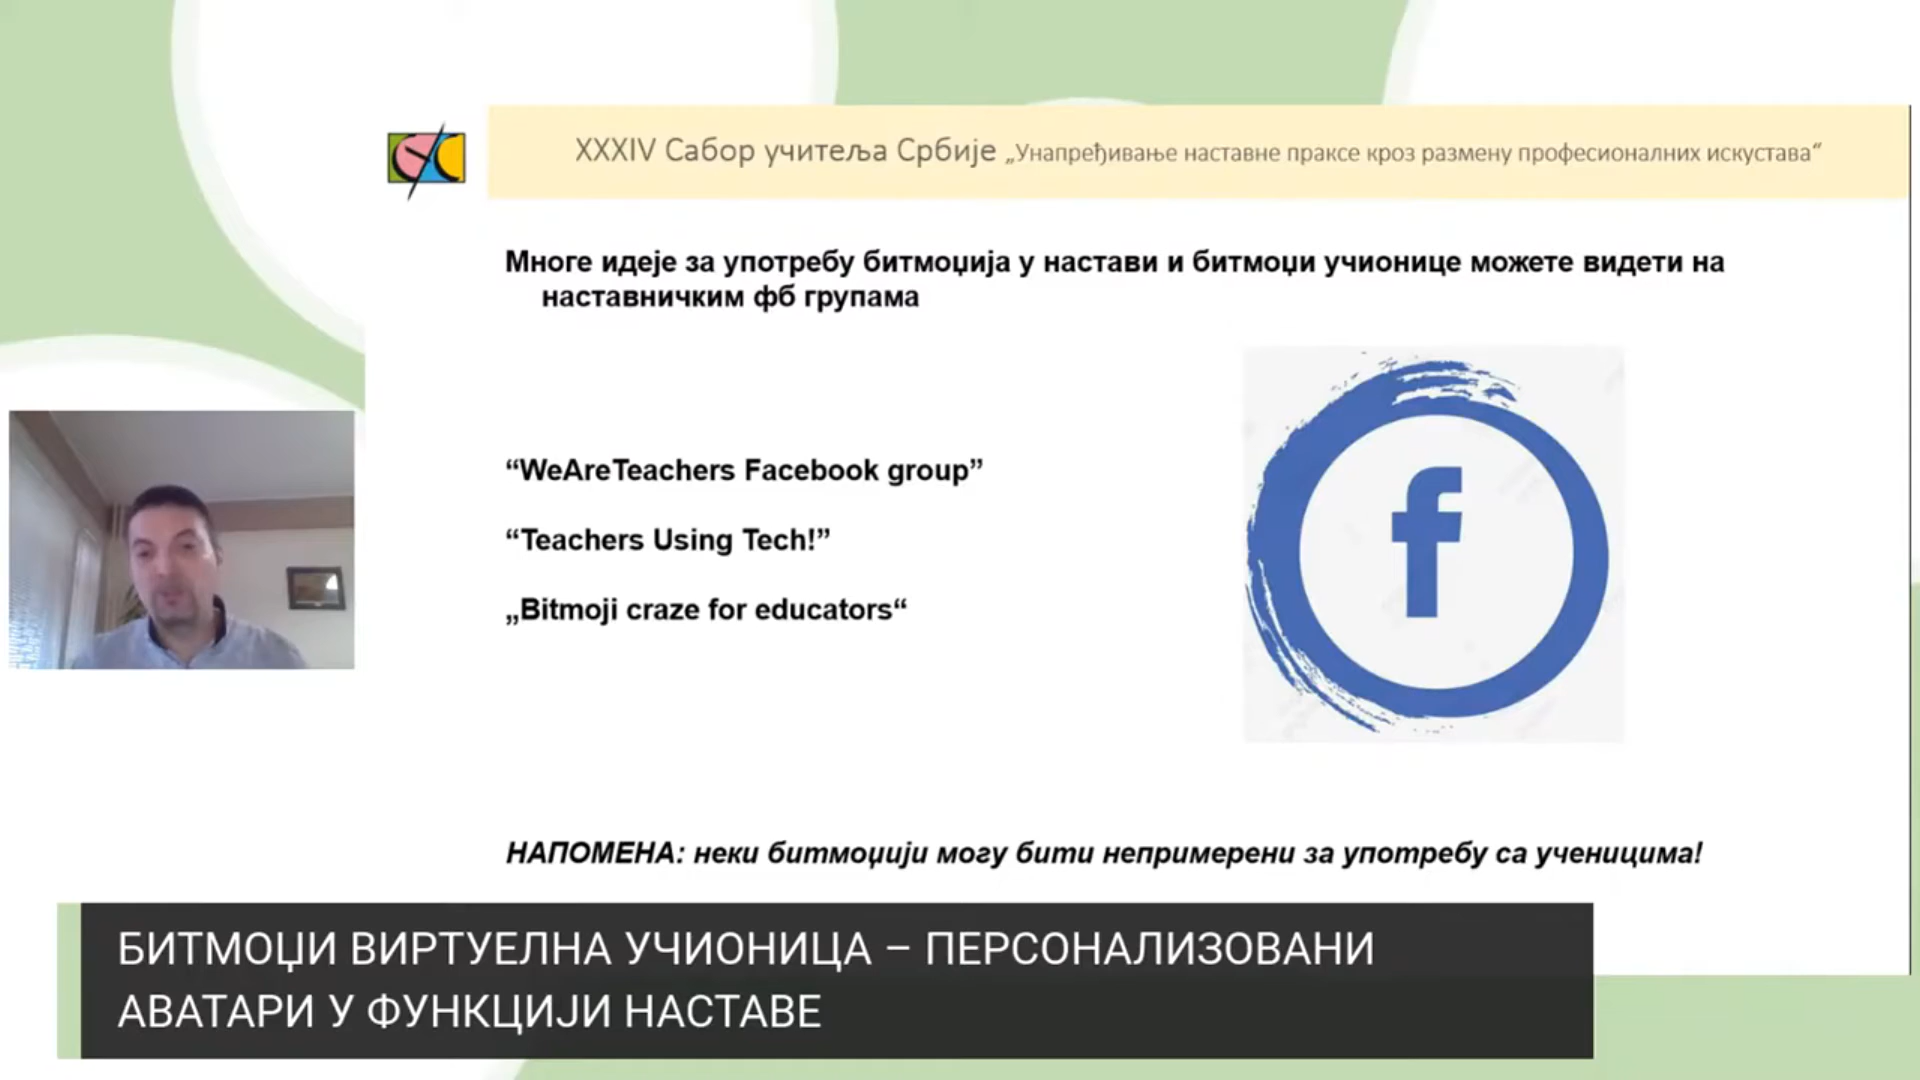 XXXIV Сабор учитеља Србије „Унапређивање наставне праксе кроз размену професионалних искустава“
Многе идеје за употребу битмоџија у настави и битмоџи учионице можете видети на
наставничким фб групама
“WeAreTeachers Facebook group”
“Teachers Using Tech!”
„Bitmoji craze for educators“
НАПОМЕНА: неки битмоџији могу бити непримерени за употребу са ученицима!
БИТМОЏИ ВИРТУЕЛНА УЧИОНИЦА – ПЕРСОНАЛИЗОВАНИ
АВАТАРИ У ФУНКЦИЈИ НАСТАВЕ